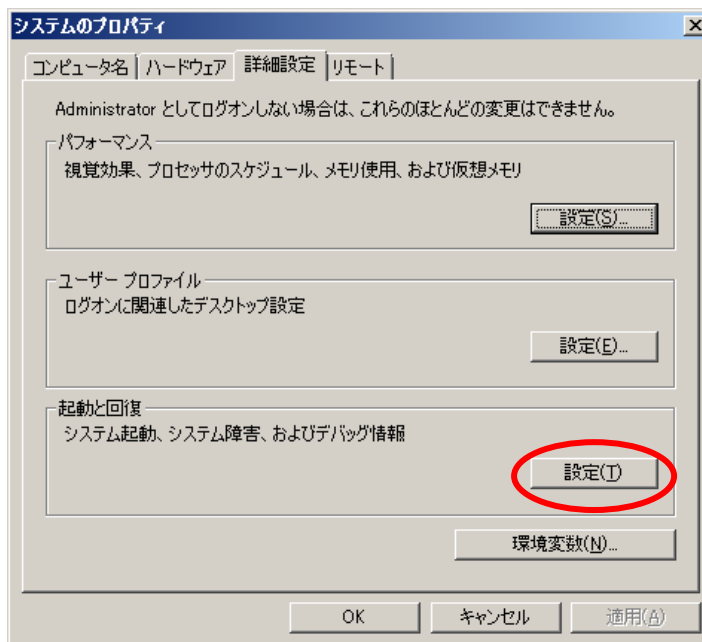 システムのプロパティ
コンピュータ名 ハードウェア 詳細設定 リモート
Administrator としてログオンしない場合は、これらのほとんどの変更はできません。
パフォーマンス
視覚効果、プロセッサのスケジュール、メモリ使用、および仮想メモリ
設定(S)...
ユーザー プロファイル
ログオンに関連したデスクトップ設定
設定(E)...
起動と回復
システム起動、システム障害、およびデバッグ情報
設定(T)
環境変数(N)...
OK キャンセル 適用(A)